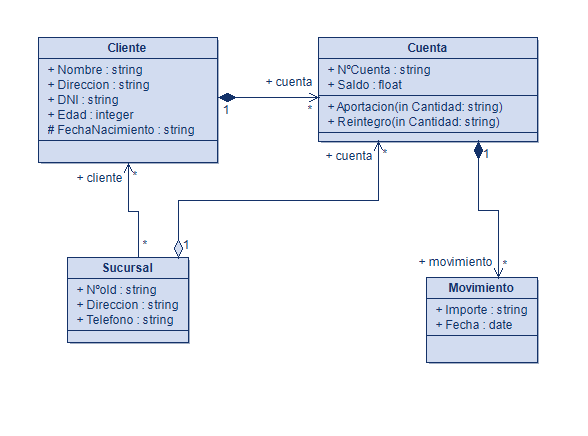 Cliente
+ Nombre : string
+ Direccion : string
+ DNI : string
+ Edad : integer
# FechaNacimiento : string
Cuenta
+ NºCuenta : string
+ Saldo : float
+ Aportacion(in Cantidad: string)
+ Reintegro(in Cantidad: string)
+ cuenta
1
*
+ cuenta
*
1
+ cliente
*
*
1
+ movimiento
*
Sucursal
+ Nºold : string
+ Direccion : string
+ Telefono : string
Movimiento
+ Importe : string
+ Fecha : date